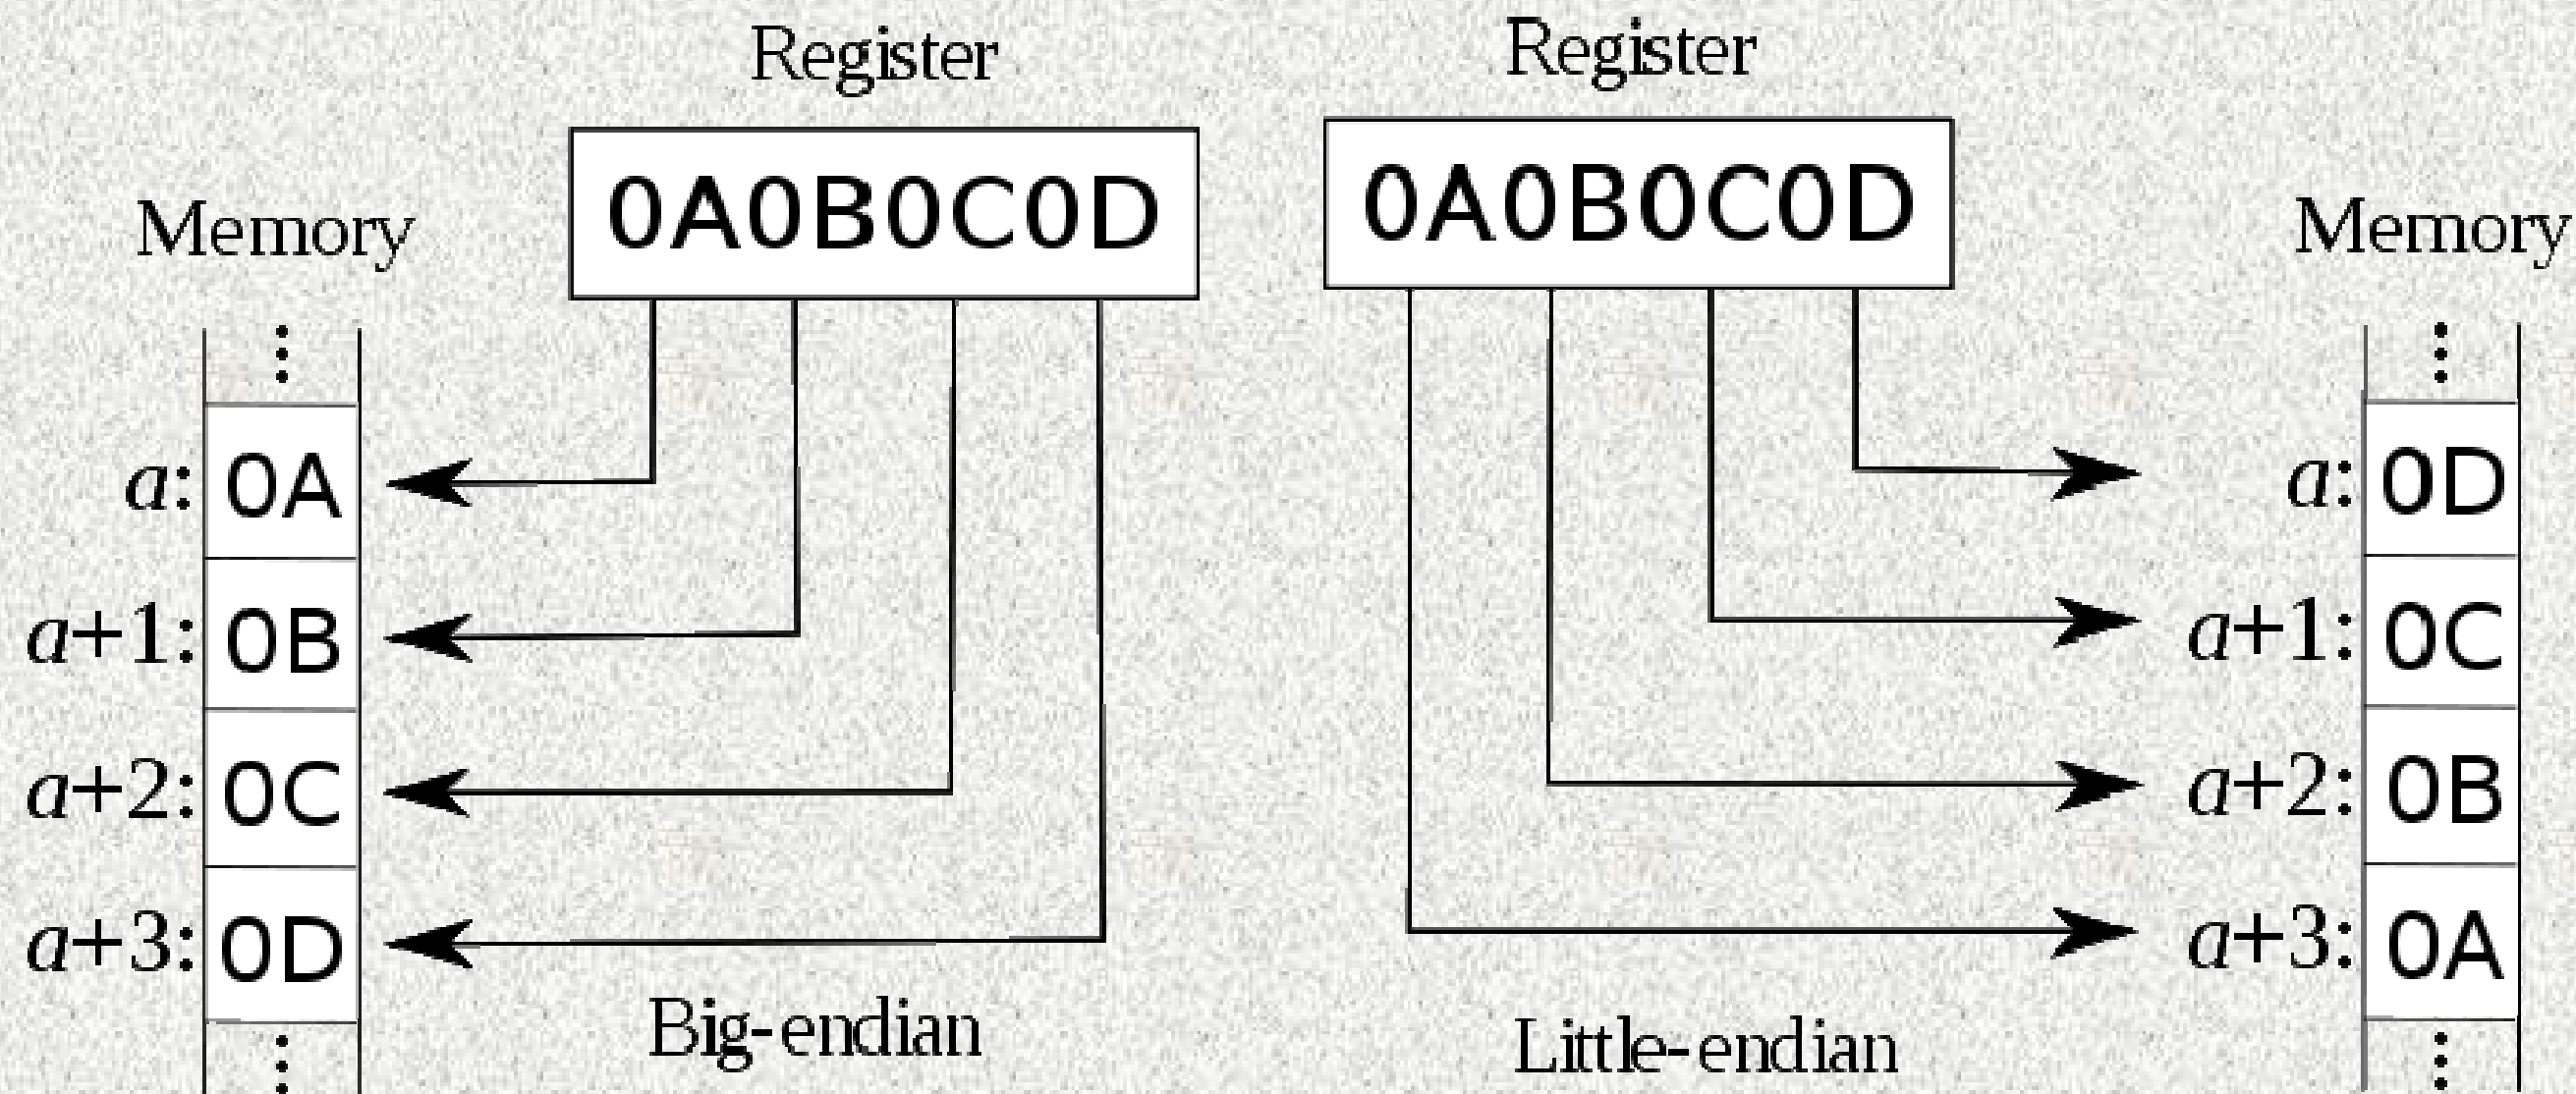 Register
0A0B0C0D
Memory
a: 0A
a+1: 0B
a+2: 0C
a+3: 0D
Big-endian
Register
0A0B0C0D
Memory
a: 0D
a+1: 0C
a+2: 0B
a+3: 0A
Little-endian